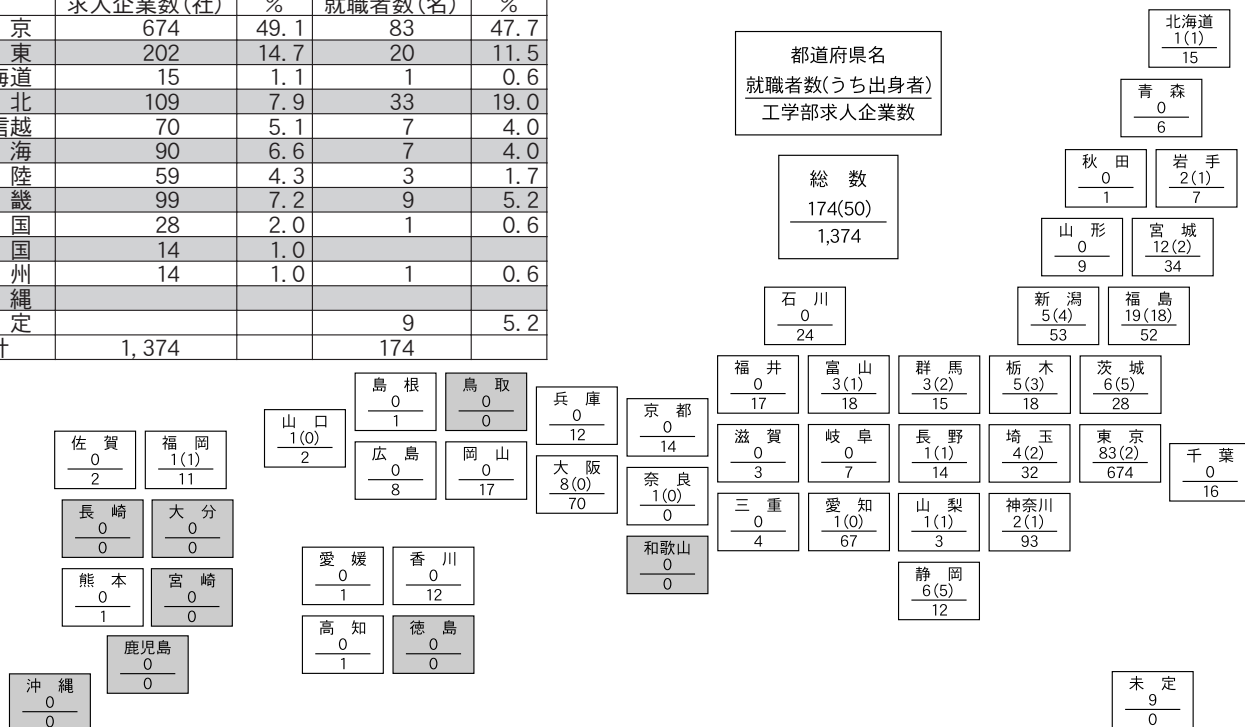 求人企業数(社) % 就職者数(名) %
京 674 49.1 83 47.7
東 202 14.7 20 11.5
海道 15 1.1 1 0.6
北 109 7.9 33 19.0
信越 70 5.1 7 4.0
海 90 6.6 7 4.0
陸 59 4.3 3 1.7
畿 99 7.2 9 5.2
国 28 2.0 1 0.6
国 14 1.0
州 14 1.0 1 0.6
縄
定 9 5.2
計 1,374 174
都道府県名
就職者数(うち出身者)
工学部求人企業数
総 数
174(50)
1,374
北海道
1(1)
15
青 森
0
6
秋 田
0
1
岩 手
2(1)
7
山 形
0
9
宮 城
12(2)
34
石 川
0
24
新 潟
5(4)
53
福 島
19(18)
52
福 井
0
17
富 山
3(1)
18
群 馬
3(2)
15
栃 木
5(3)
18
茨 城
6(5)
28
島 根
0
1
鳥 取
0
0
兵 庫
0
12
京 都
0
14
山 口
1(0)
2
佐 賀
0
2
福 岡
1(1)
11
広 島
0
8
岡 山
0
17
大 阪
8(0)
70
奈 良
1(0)
0
滋 賀
0
3
岐 阜
0
7
長 野
1(1)
14
埼 玉
4(2)
32
東 京
83(2)
674
千 葉
0
16
長 崎
0
0
大 分
0
0
三 重
0
4
愛 知
1(0)
67
山 梨
1(1)
3
神奈川
2(1)
93
和歌山
0
0
熊 本
0
1
宮 崎
0
0
愛 媛
0
1
香 川
0
12
静 岡
6(5)
12
高 知
0
1
徳 島
0
0
鹿児島
0
0
沖 縄
0
0
未 定
9
0